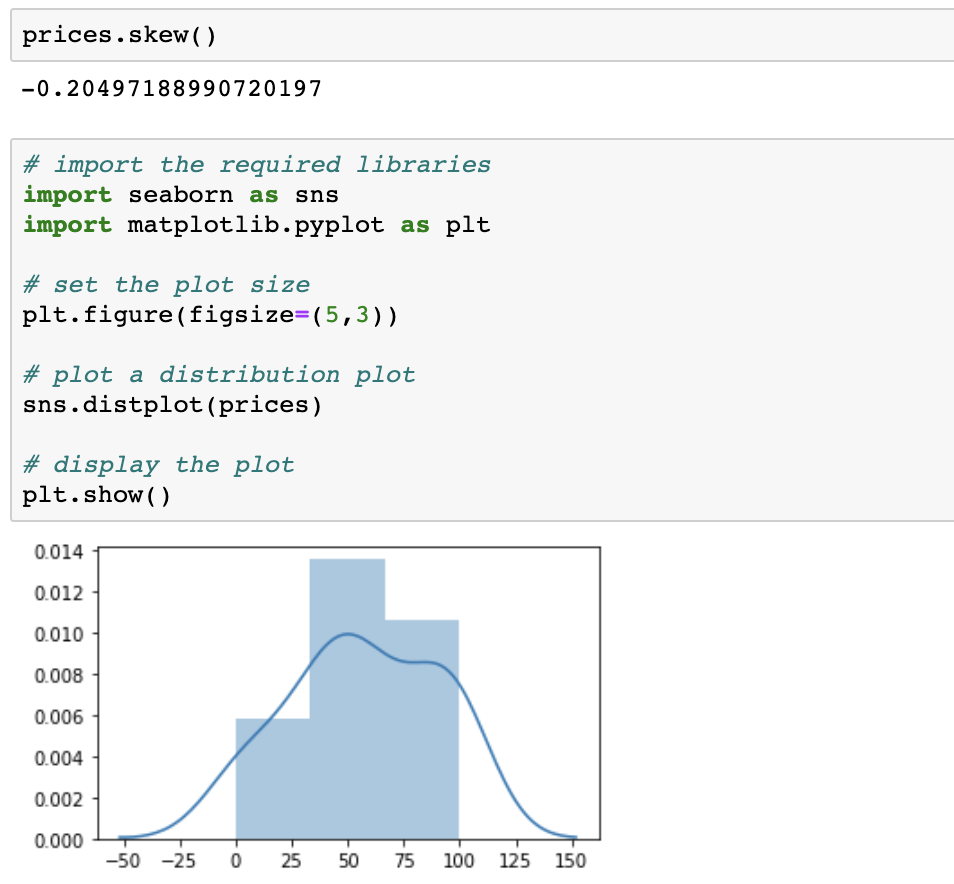 prices.skew()
-0.20497188990720197
# import the required libraries
import seaborn as sns
import matplotlib.pyplot as plt
# set the plot size
plt.figure(figsize=(5,3))
# plot a distribution plot
sns.distplot(prices)
# display the plot
plt.show()
0.014
0.012
0.010
0.008
0.006
0.004
0.002
0.000
−50 −25 0 25 50 75 100 125 150